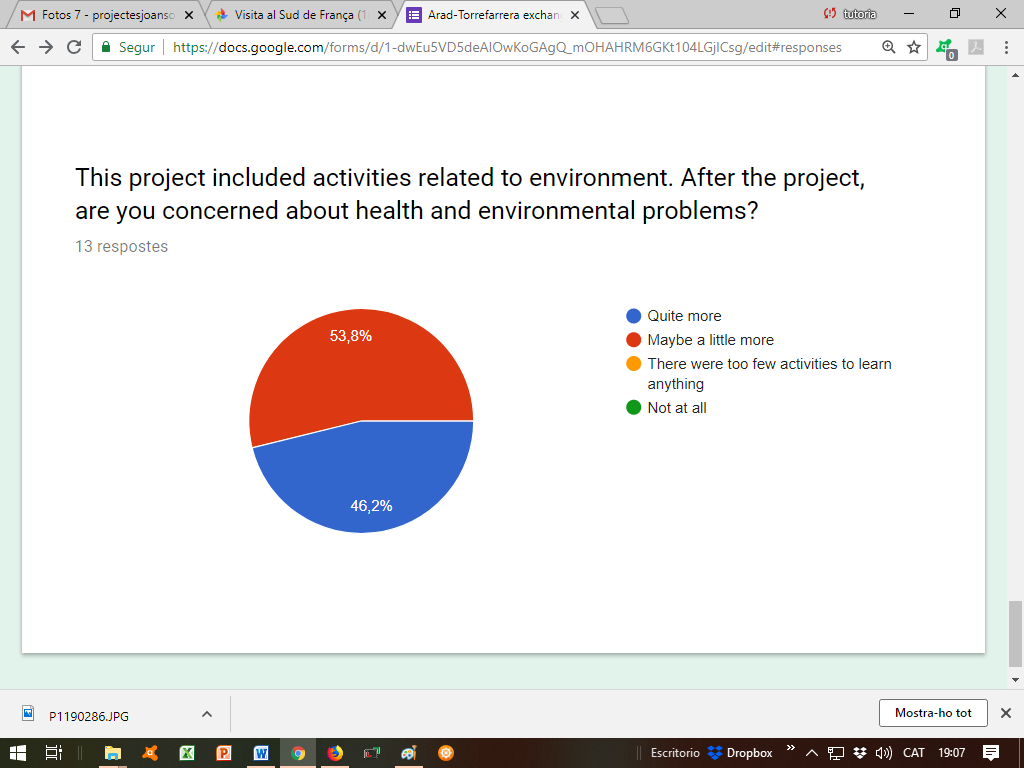 Fotos 7 - projectesjoanso
Visita al Sud de França (1
Arad-Torrefarrera exchan
tutoria
Segur
https://docs.google.com/forms/d/1-dwEu5VD5deAIOwKoGAgQ_mOHAHRM6GKt104LGjlCsg/edit#responses
0
This project included activities related to environment. After the project,
are you concerned about health and environmental problems?
13 respostes
53,8%
46,2%
Quite more
Maybe a little more
There were too few activities to learn
anything
Not at all
P1190286.JPG
Mostra-ho tot
Escritorio
Dropbox
CAT
19:07